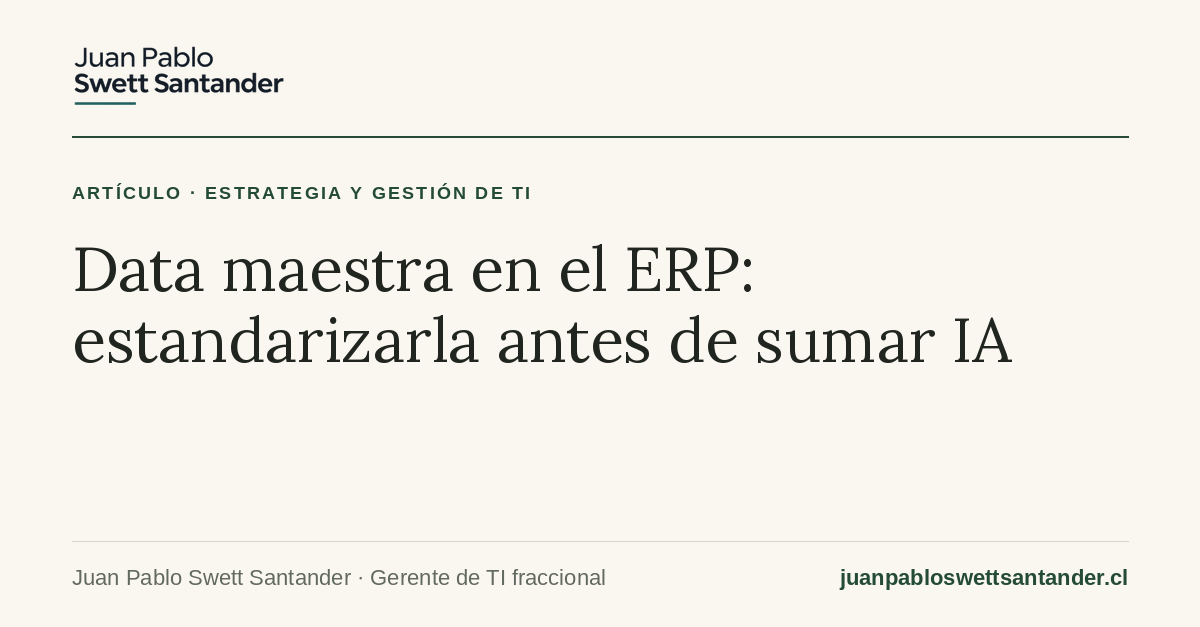 Juan Pablo
Swett Santander
ARTÍCULO · ESTRATEGIA Y GESTIÓN DE TI
Data maestra en el ERP:
estandarizarla antes de sumar IA
Juan Pablo Swett Santander · Gerente de TI fraccional
juanpabloswettsantander.cl